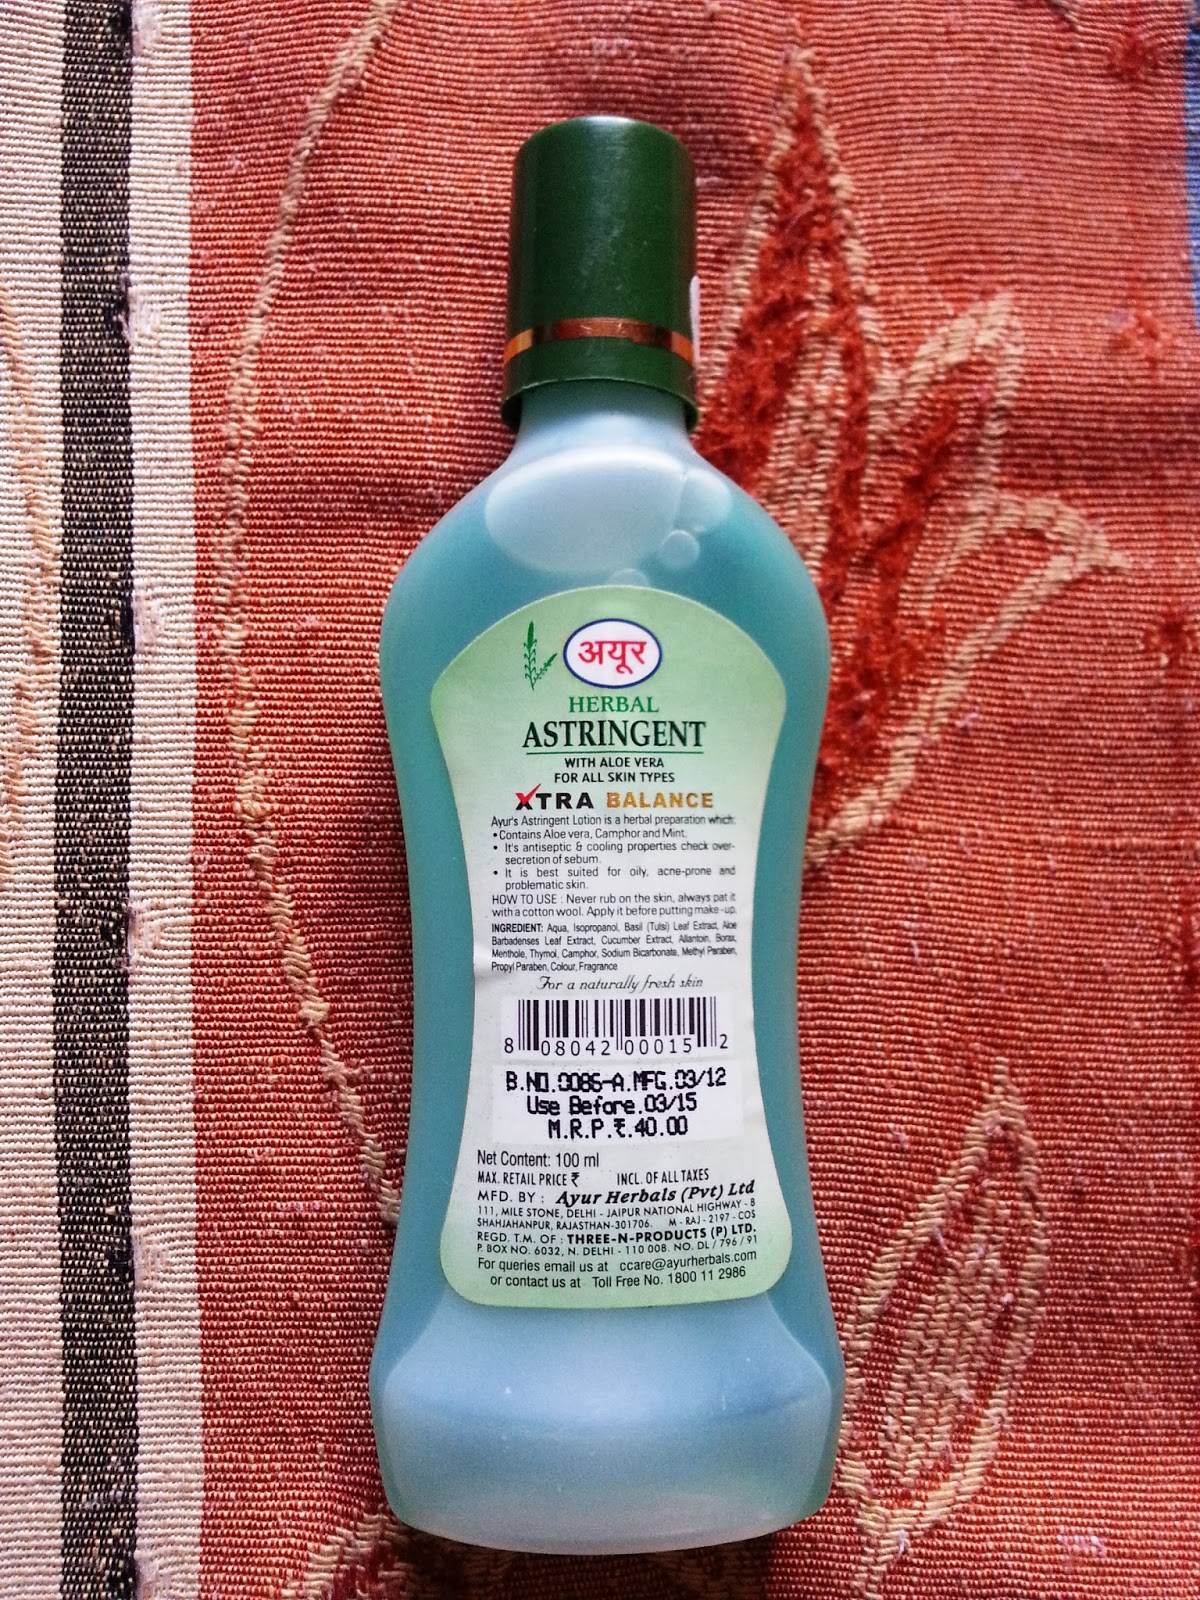 अयूर
HERBAL
ASTRINGENT
WITH ALOE VERA
FOR ALL SKIN TYPES
XTRA BALANCE
Ayur's Astringent Lotion is a herbal preparation which:
• Contains Aloe vera, Camphor and Mint.
• It's antiseptic & cooling properties check over-
secretion of sebum.
• It is best suited for oily, acne-prone and
problematic skin.
HOW TO USE : Never rub on the skin, always pat it
with a cotton wool. Apply it before putting make-up.
INGREDIENT: Aqua, Isopropanol, Basil (Tulsi) Leaf Extract, Aloe
Barbadenses Leaf Extract, Cucumber Extract, Allantoin, Borax,
Menthole, Thymol, Camphor, Sodium Bicarbonate, Methyl Paraben,
Propyl Paraben, Colour, Fragrance
For a naturally fresh skin
8 08042 00015 2
B.NO.0086-A.MFG.03/12
Use Before.03/15
M.R.P.₹.40.00
Net Content: 100 ml
MAX. RETAIL PRICE ₹ INCL. OF ALL TAXES
MFD. BY : Ayur Herbals (Pvt) Ltd
111, MILE STONE, DELHI - JAIPUR NATIONAL HIGHWAY - 8
SHAHJAHANPUR, RAJASTHAN-301706. M - RAJ - 2197 - COS
REGD. T.M. OF : THREE-N-PRODUCTS (P) LTD.
P. BOX NO. 6032, N. DELHI - 110 008. NO. DL / 796 / 91
For queries email us at ccare@ayurherbals.com
or contact us at Toll Free No. 1800 11 2986